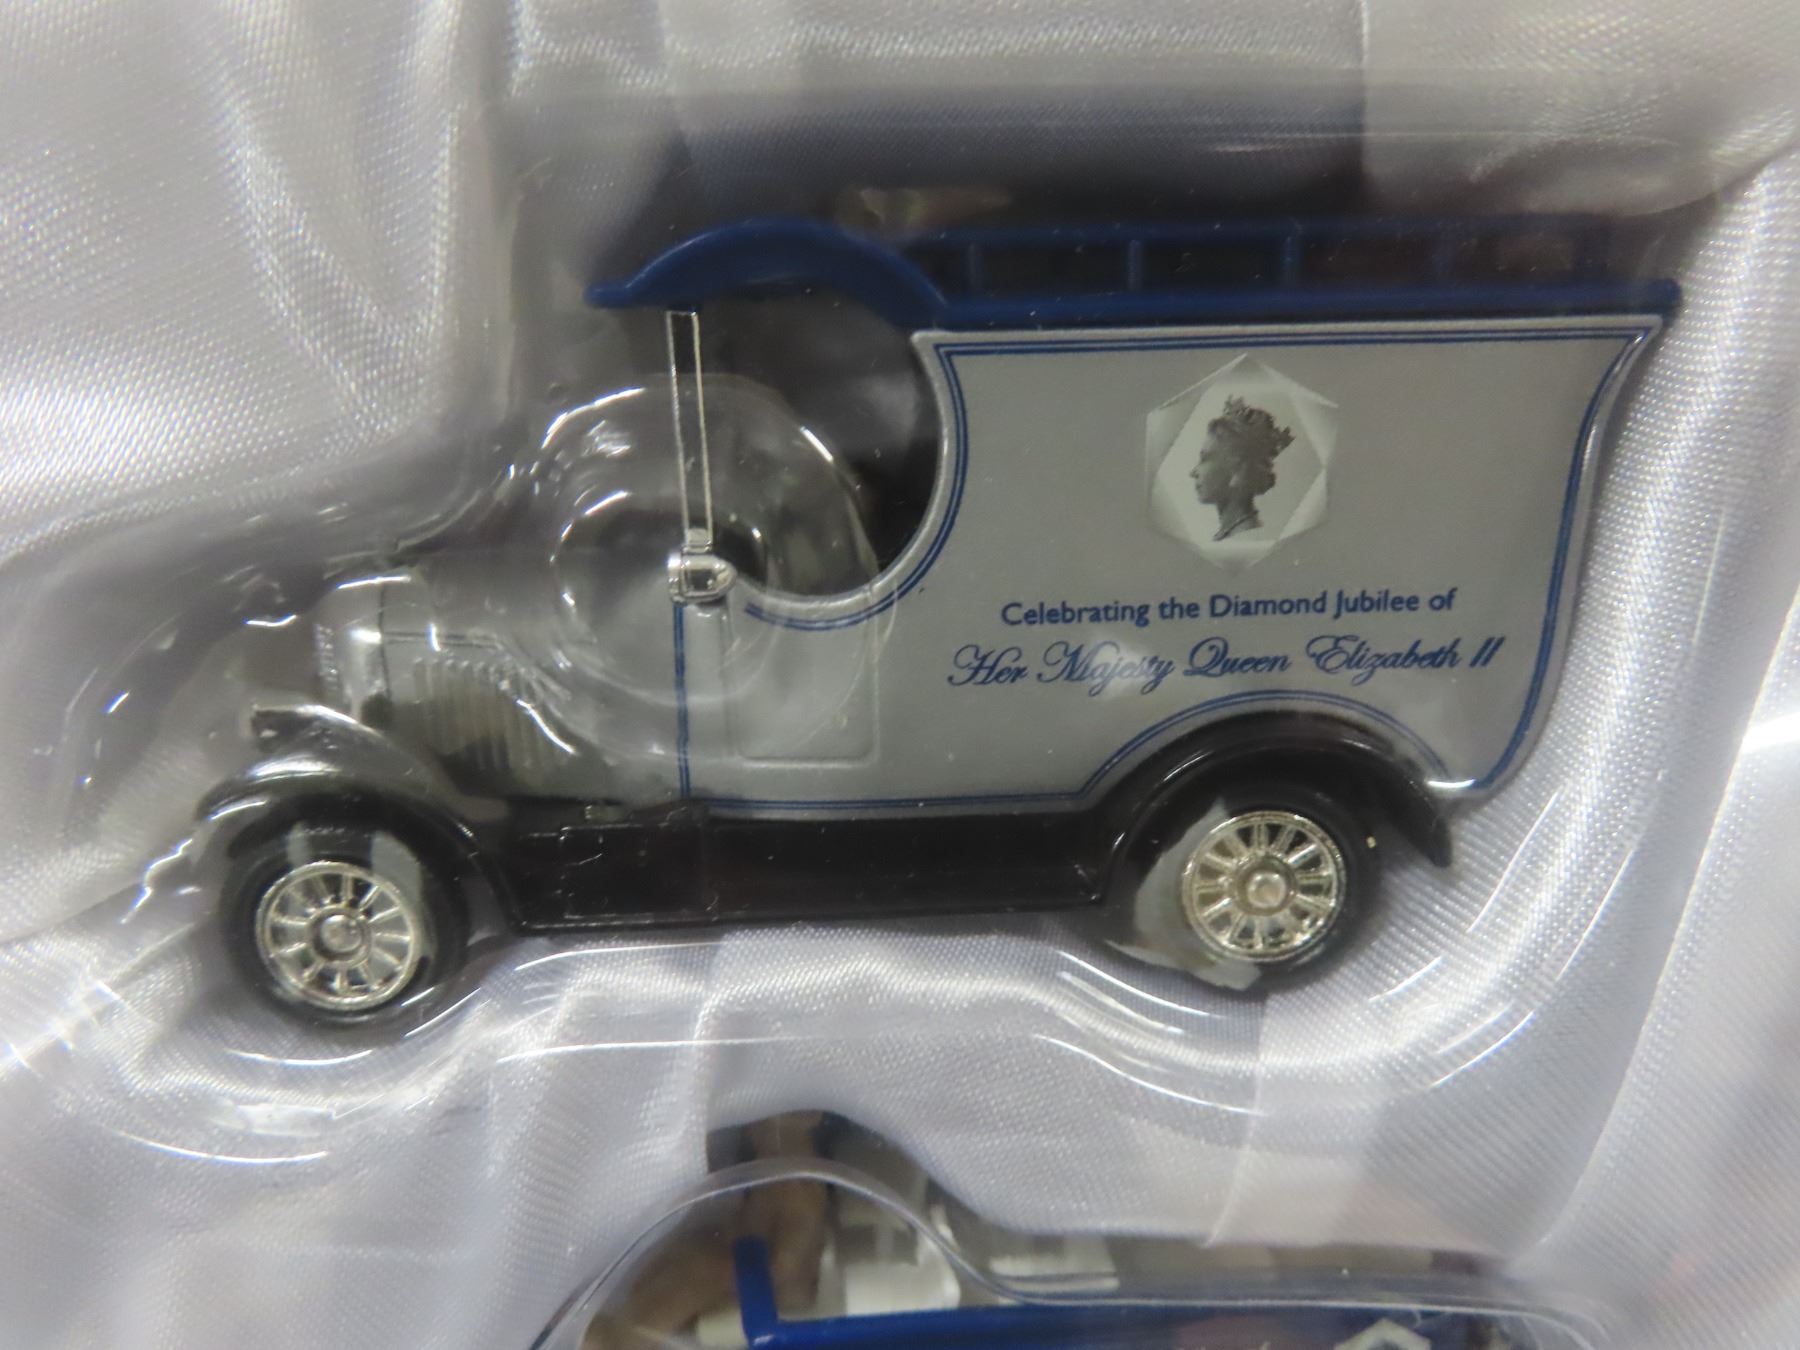 Celebrating the Diamond Jubilee of
Her Majesty Queen Elizabeth II